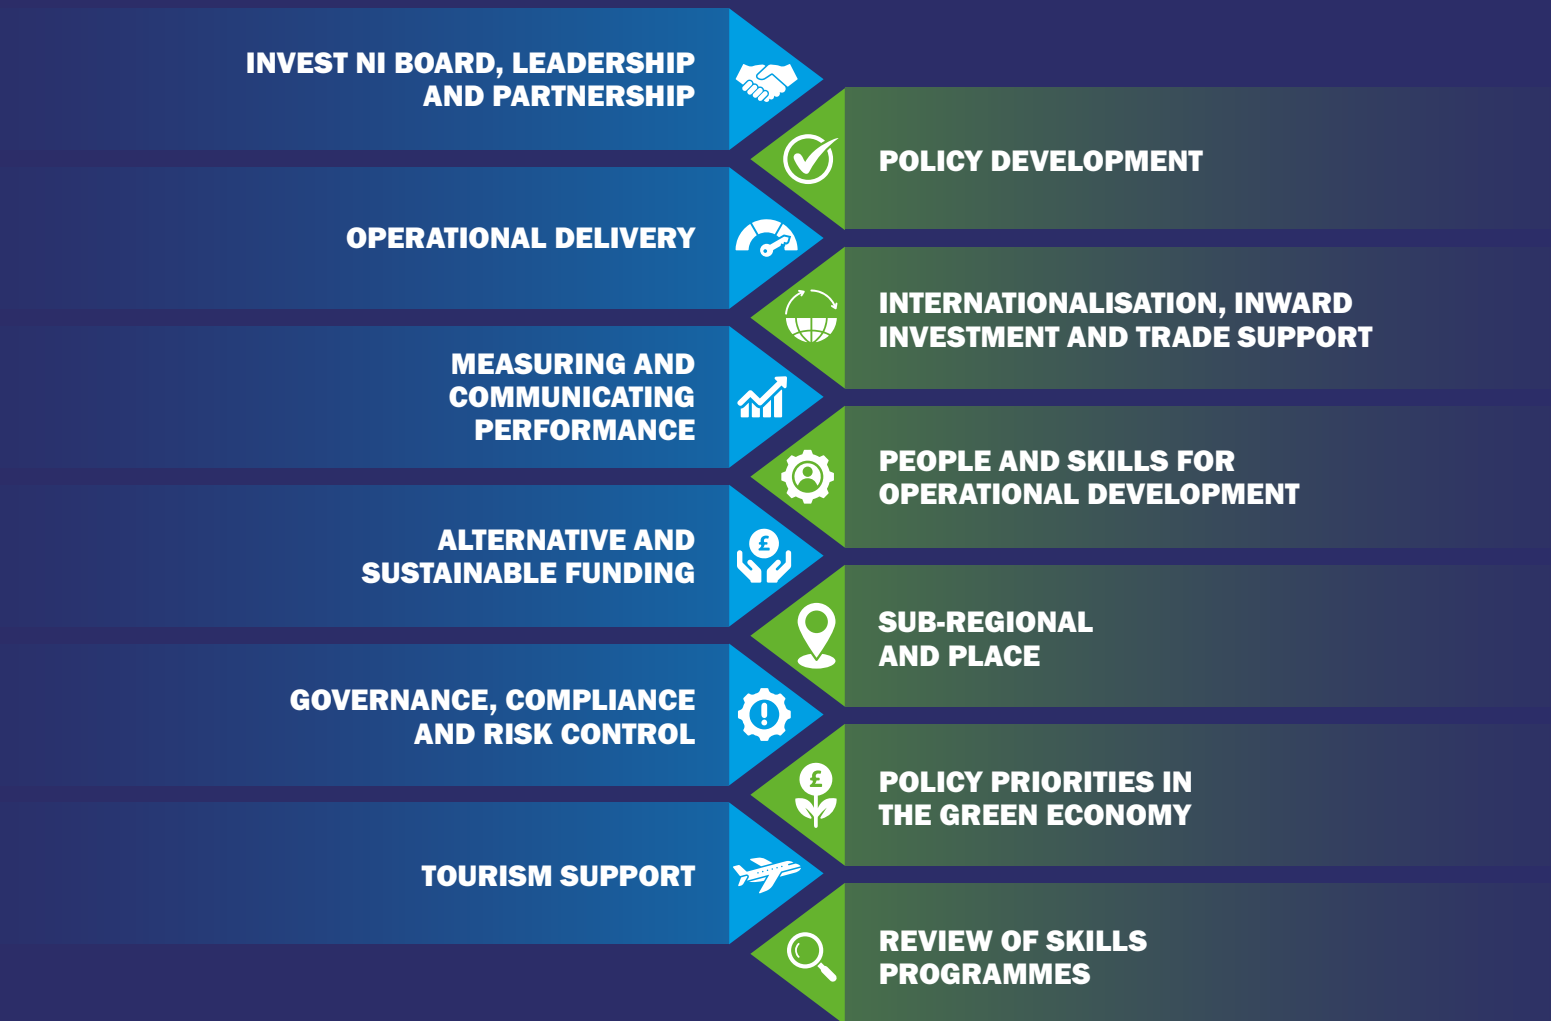 INVEST NI BOARD, LEADERSHIP
AND PARTNERSHIP
POLICY DEVELOPMENT
OPERATIONAL DELIVERY
INTERNATIONALISATION, INWARD
INVESTMENT AND TRADE SUPPORT
MEASURING AND
COMMUNICATING
PERFORMANCE
PEOPLE AND SKILLS FOR
OPERATIONAL DEVELOPMENT
ALTERNATIVE AND
SUSTAINABLE FUNDING
£
SUB-REGIONAL
AND PLACE
GOVERNANCE, COMPLIANCE
AND RISK CONTROL
!
POLICY PRIORITIES IN
THE GREEN ECONOMY
£
TOURISM SUPPORT
REVIEW OF SKILLS
PROGRAMMES